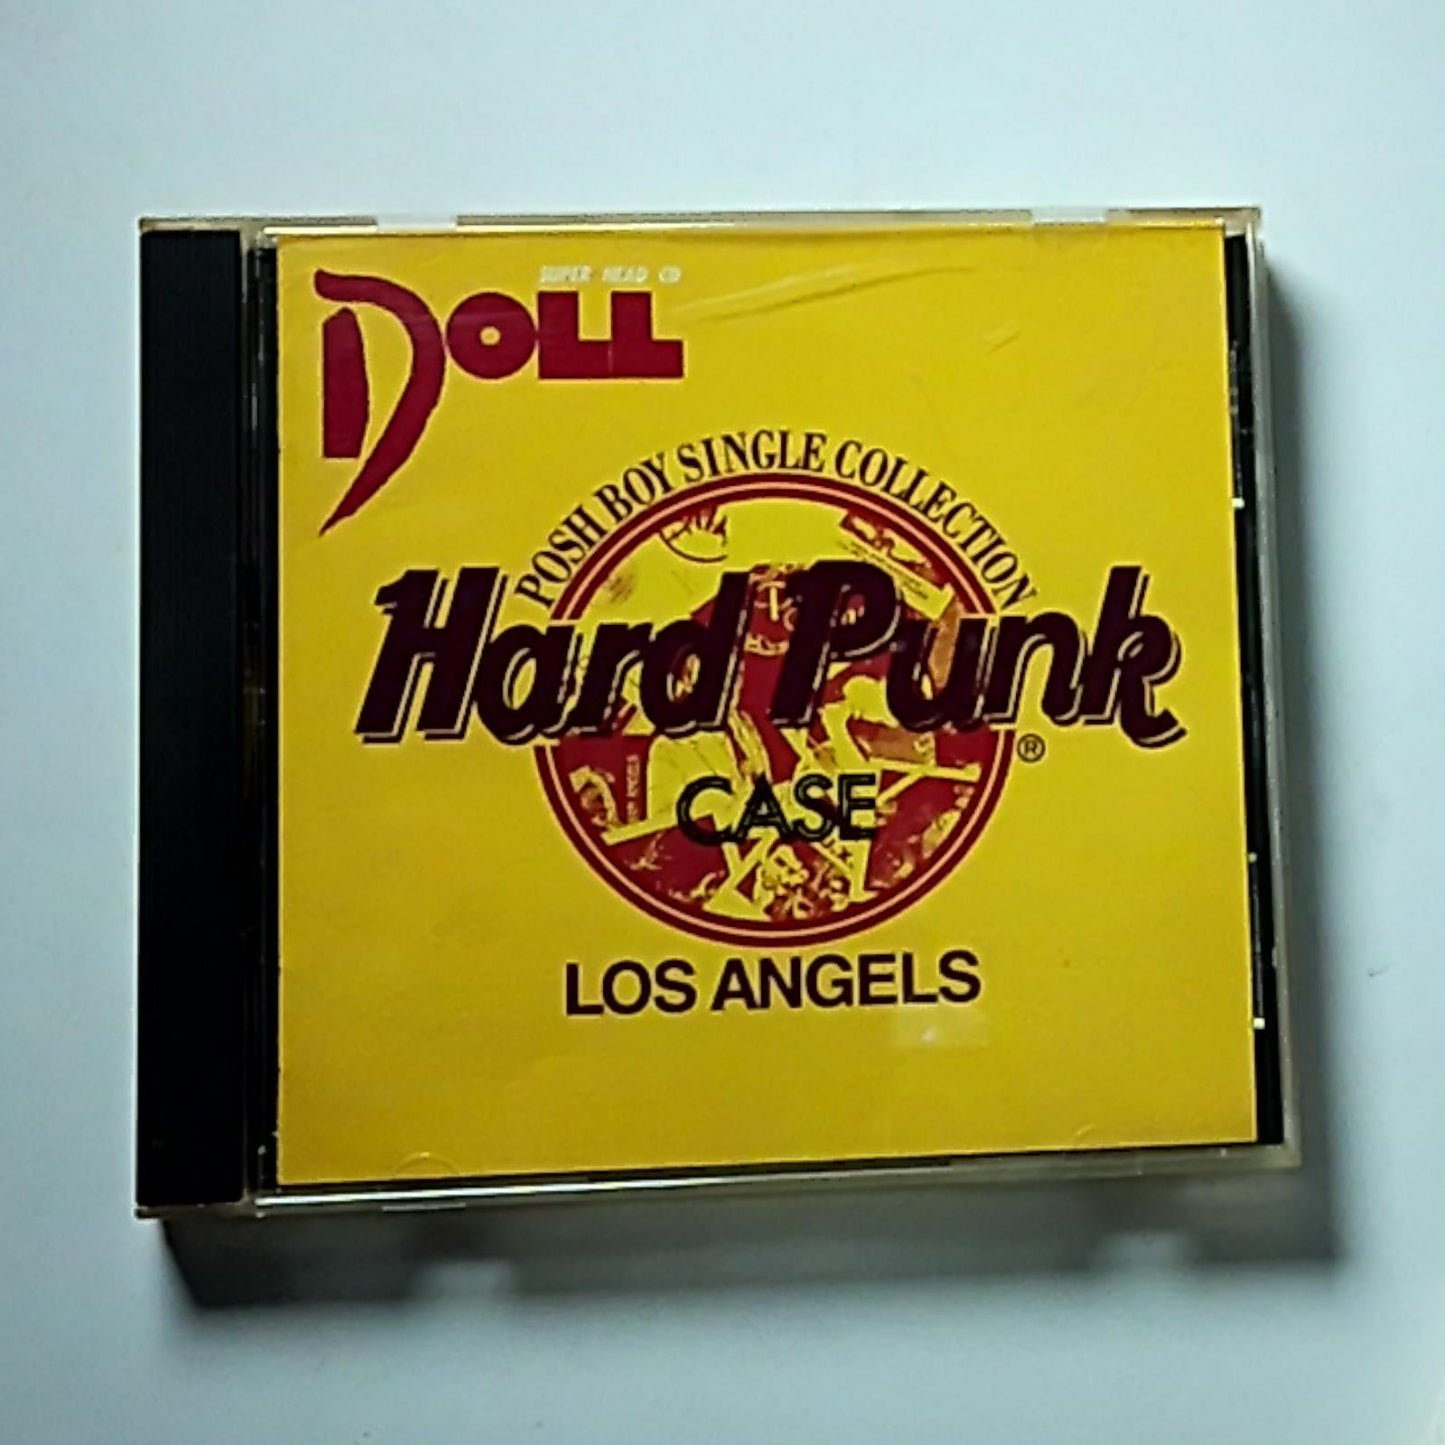 SUPER HEAD CD
DOLL
POSH BOY SINGLE COLLECTION
Hard Punk
®
CASE
LOS ANGELS